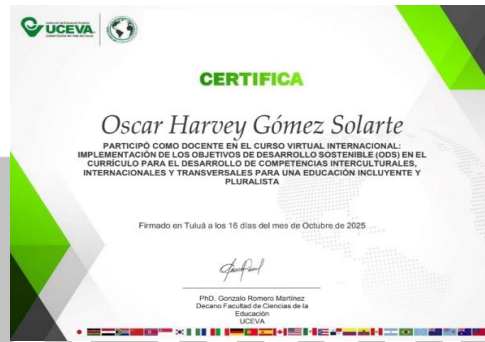 UCEVA
CERTIFICA
Oscar Harvey Gómez Solarte
PARTICIPÓ COMO DOCENTE EN EL CURSO VIRTUAL INTERNACIONAL:
IMPLEMENTACIÓN DE LOS OBJETIVOS DE DESARROLLO SOSTENIBLE (ODS) EN EL
CURRÍCULO PARA EL DESARROLLO DE COMPETENCIAS INTERCULTURALES,
INTERNACIONALES Y TRANSVERSALES PARA UNA EDUCACIÓN INCLUYENTE Y
PLURALISTA
Firmado en Tuluá a los 16 días del mes de Octubre de 2025
PhD. Gonzalo Romero Martínez
Decano Facultad de Ciencias de la
Educación
UCEVA